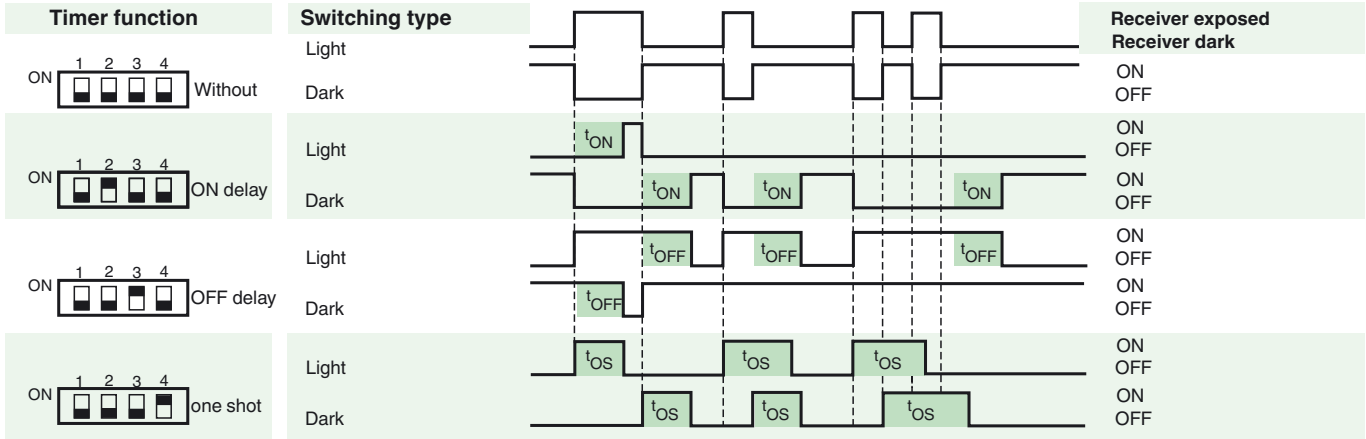 Timer function
Switching type
Receiver exposed
Receiver dark
Light
ON 1 2 3 4 Without
Dark
ON
OFF
Light
tON
ON
OFF
ON 1 2 3 4 ON delay
Dark
tON tON tON
ON
OFF
Light
tOFF tOFF tOFF
ON
OFF
ON 1 2 3 4 OFF delay
Dark
tOFF
ON
OFF
Light
tOS tOS tOS
ON
OFF
ON 1 2 3 4 one shot
Dark
tOS tOS tOS
ON
OFF